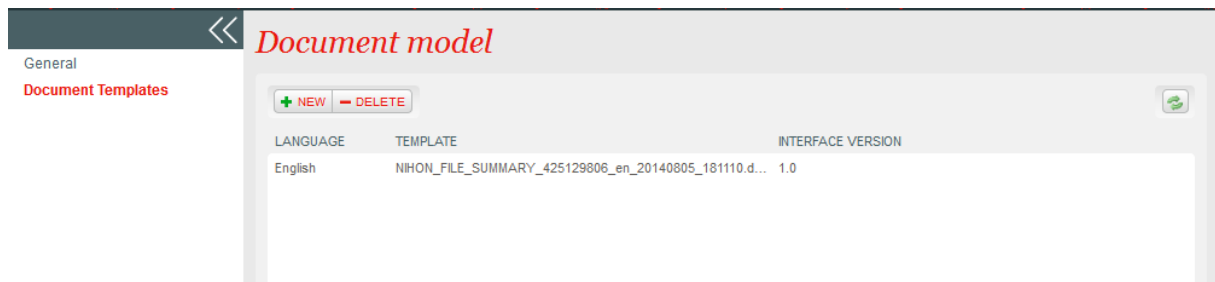 Document model
General
Document Templates
NEW DELETE
LANGUAGE TEMPLATE INTERFACE VERSION
English NIHON_FILE_SUMMARY_425129806_en_20140805_181110.d... 1.0